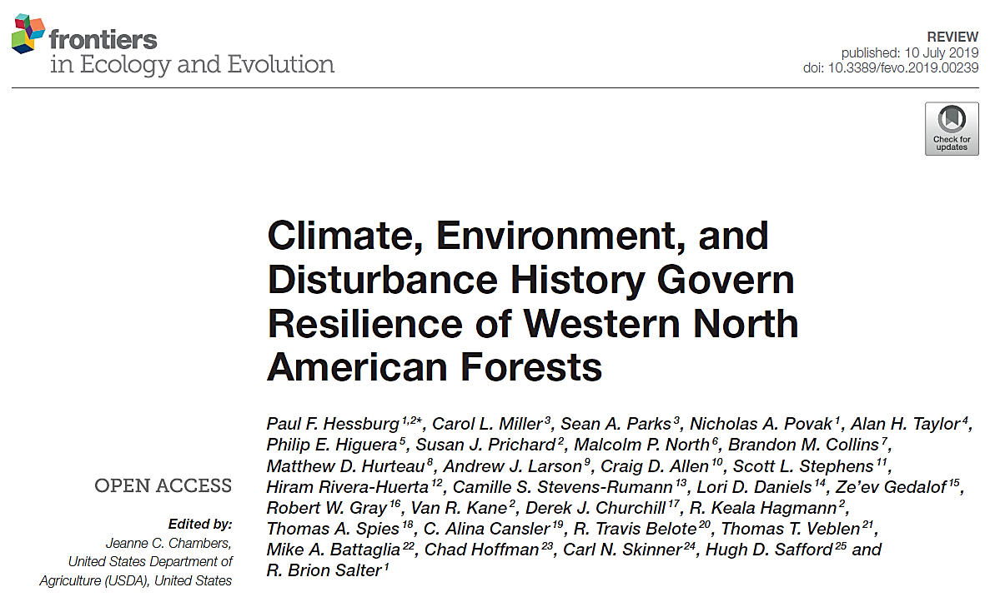 frontiers
in Ecology and Evolution
REVIEW
published: 10 July 2019
doi: 10.3389/fevo.2019.00239
Check for
updates
Climate, Environment, and
Disturbance History Govern
Resilience of Western North
American Forests
Paul F. Hessburg 1,2*, Carol L. Miller 3, Sean A. Parks 3, Nicholas A. Povak 1, Alan H. Taylor 4,
Philip E. Higuera 5, Susan J. Prichard 2, Malcolm P. North 6, Brandon M. Collins 7,
Matthew D. Hurteau 8, Andrew J. Larson 9, Craig D. Allen 10, Scott L. Stephens 11,
Hiram Rivera-Huerta 12, Camille S. Stevens-Rumann 13, Lori D. Daniels 14, Ze'ev Gedalof 15,
Robert W. Gray 16, Van R. Kane 2, Derek J. Churchill 17, R. Keala Hagmann 2,
Thomas A. Spies 18, C. Alina Cansler 19, R. Travis Belote 20, Thomas T. Veblen 21,
Mike A. Battaglia 22, Chad Hoffman 23, Carl N. Skinner 24, Hugh D. Safford 25 and
R. Brion Salter 1
OPEN ACCESS
Edited by:
Jeanne C. Chambers,
United States Department of
Agriculture (USDA), United States